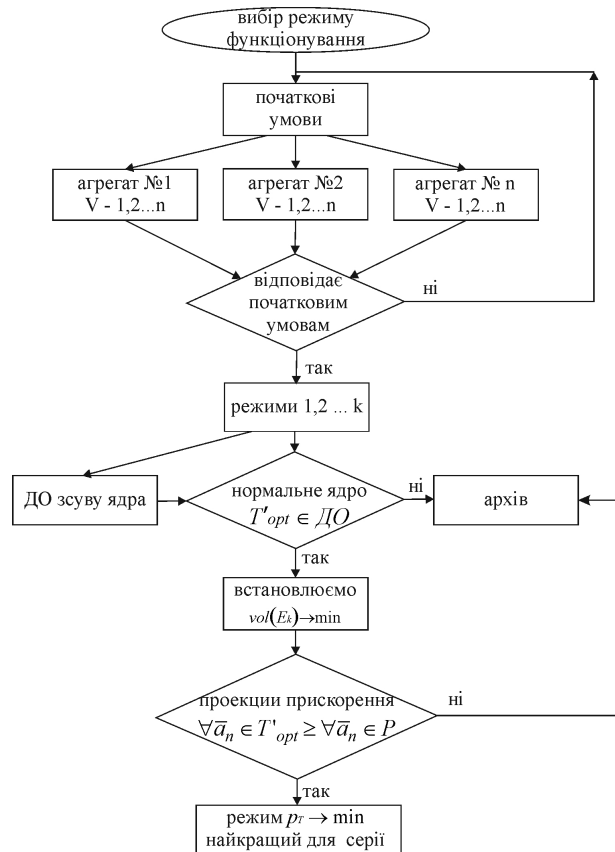 вибір режиму
функціонування
початкові
умови
агрегат №1
V - 1,2...n
агрегат №2
V - 1,2...n
агрегат № n
V - 1,2...n
відповідає
початковим
умовам
ні
так
режими 1,2 ... k
ДО зсуву ядра
нормальне ядро
T'opt ∈ ДО
ні
архів
так
встановлюємо
vol(Eₖ)→min
проекции прискорення
∀a̅ₙ ∈ T'opt ≥ ∀a̅ₙ ∈ P
ні
так
режим p_T → min
найкращий для серії